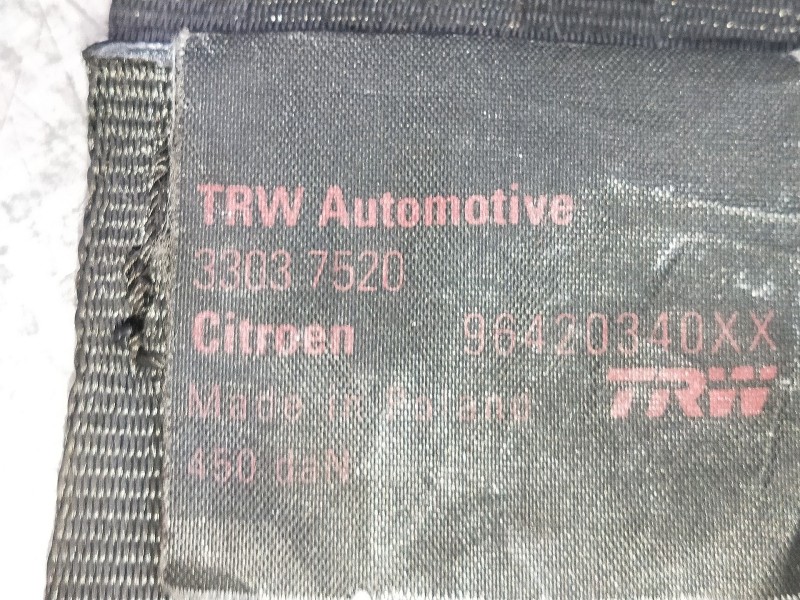 TRW Automotive
3303 7520
Citroen 96420340XX
TRW
Made in Poland
450 daN